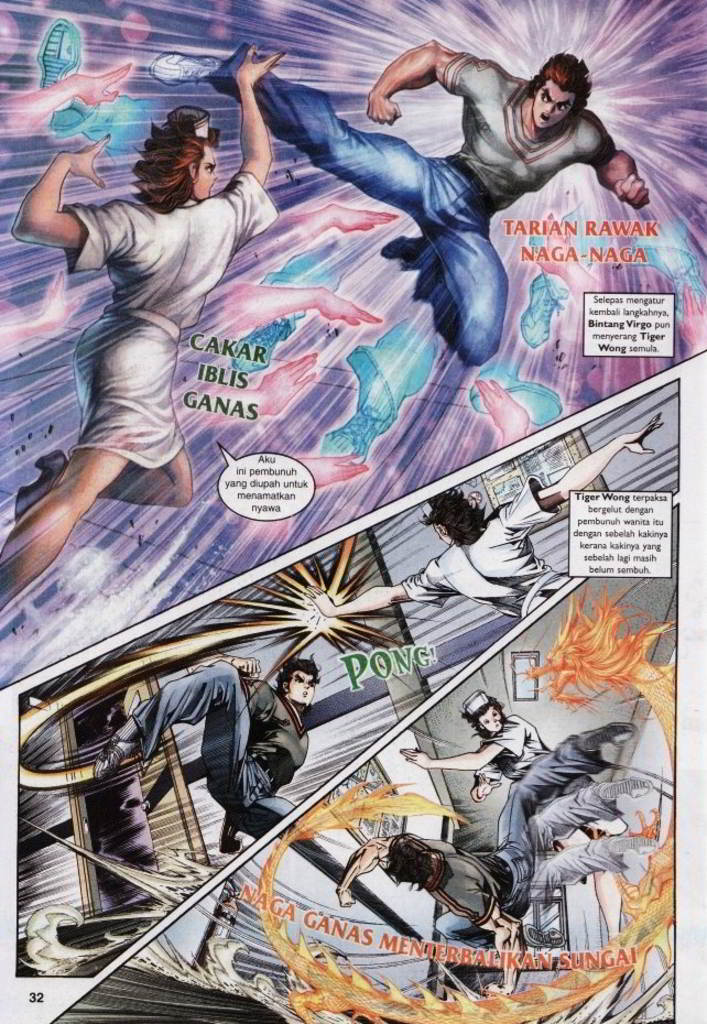 TARIAN RAWAK
NAGA-NAGA
Selepas mengatur
kembali langkahnya,
Bintang Virgo pun
menyerang Tiger
Wong semula.
CAKAR
IBLIS
GANAS
Aku
ini pembunuh
yang diupah untuk
menamatkan
nyawa
Tiger Wong terpaksa
bergelut dengan
pembunuh wanita itu
dengan sebelah kakinya
kerana kakinya yang
sebelah lagi masih
belum sembuh.
PONG!
NAGA GANAS MENTERBALIKAN SUNGAI
32